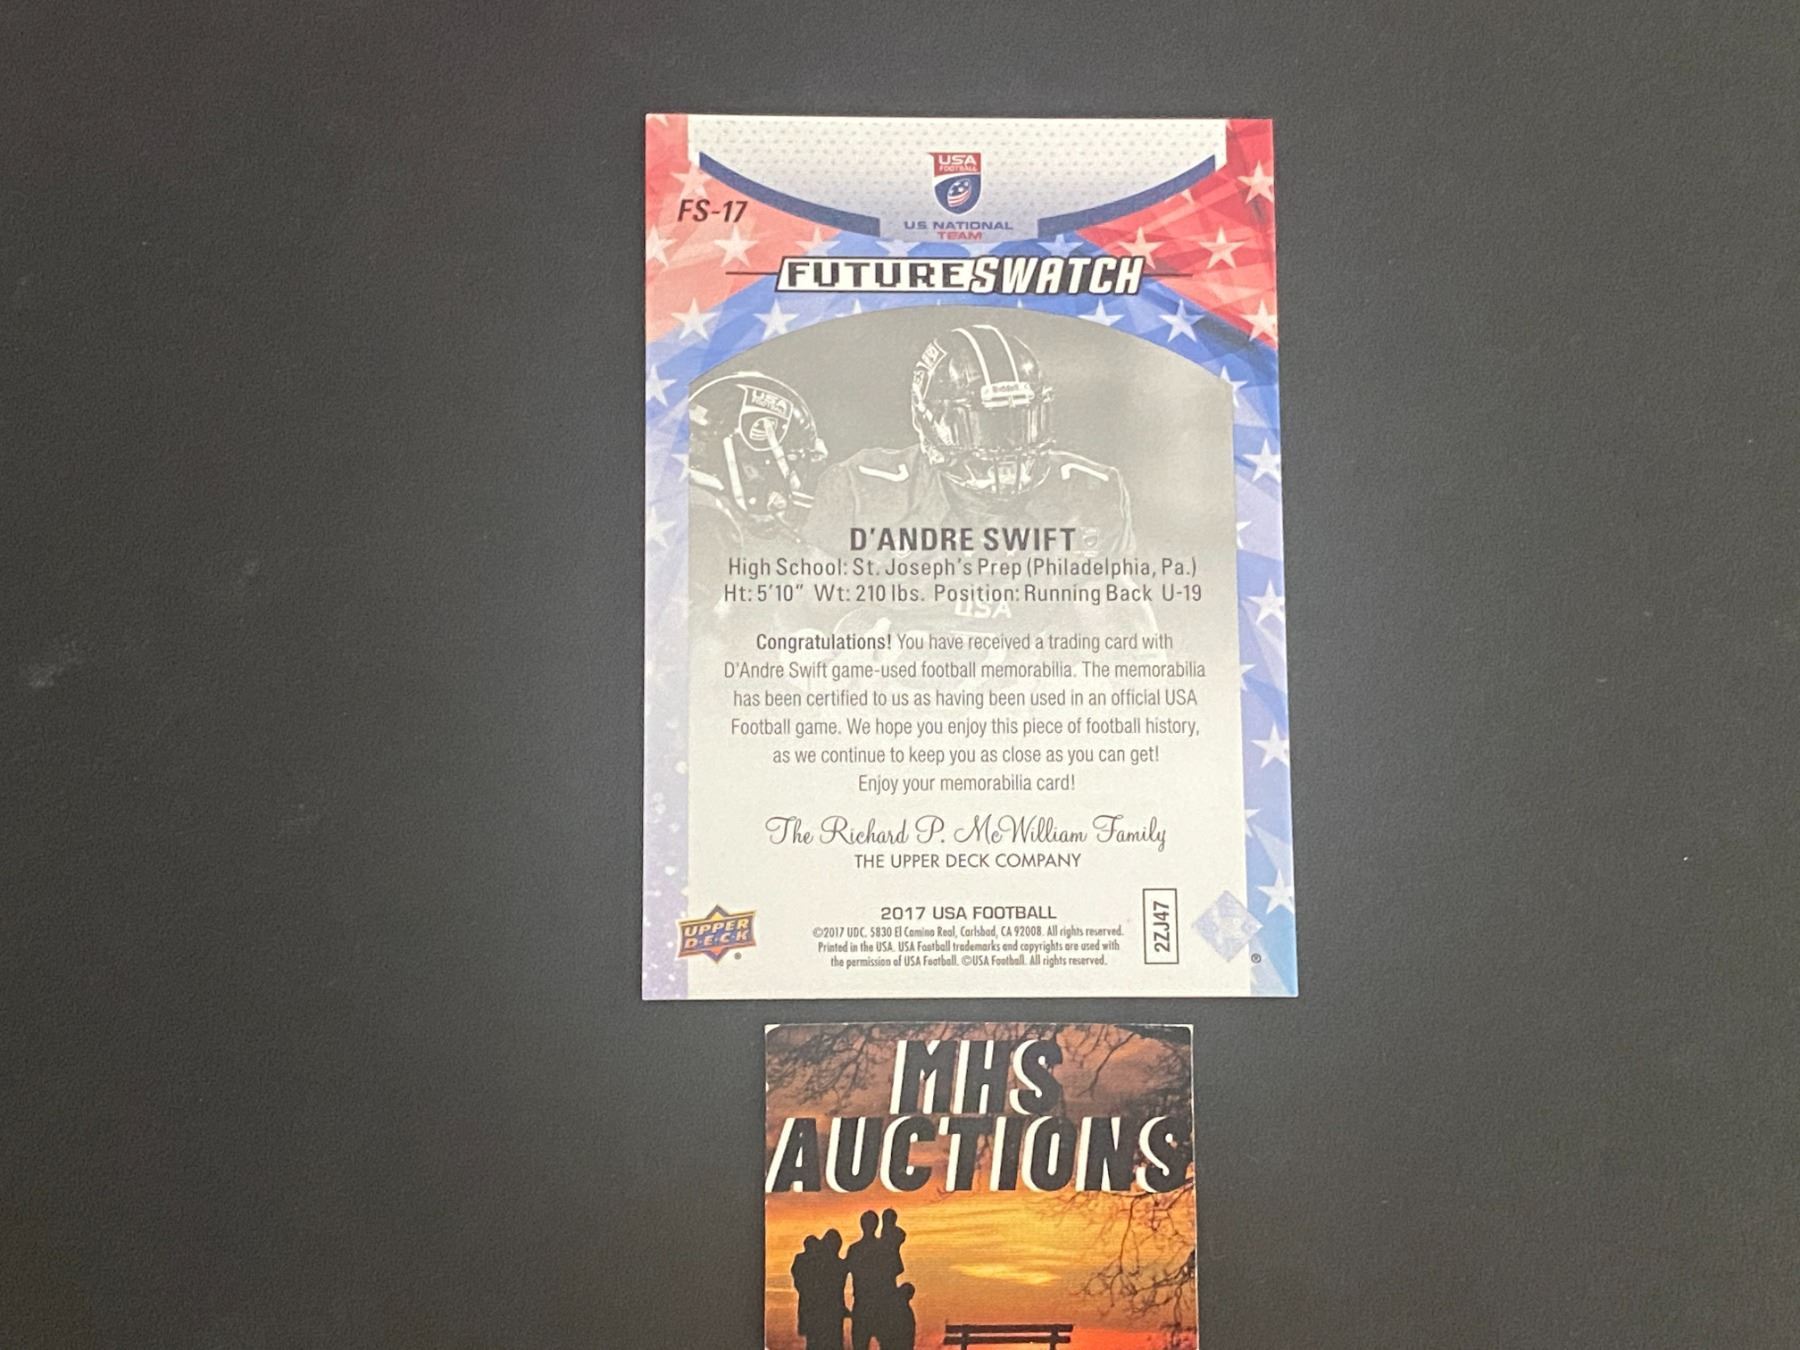 USA
FOOTBALL
FS-17
U.S. NATIONAL
TEAM
FUTURE SWATCH
Riddell
USA
FOOTBALL
7 7
D'ANDRE SWIFT
High School: St. Joseph's Prep (Philadelphia, Pa.)
Ht: 5'10" Wt: 210 lbs. Position: Running Back U-19
USA
Congratulations! You have received a trading card with
D'Andre Swift game-used football memorabilia. The memorabilia
has been certified to us as having been used in an official USA
Football game. We hope you enjoy this piece of football history,
as we continue to keep you as close as you can get!
Enjoy your memorabilia card!
The Richard P. McWilliam Family
THE UPPER DECK COMPANY
UPPER
D·E·C·K
®
2017 USA FOOTBALL
©2017 UDC. 5830 El Camino Real, Carlsbad, CA 92008. All rights reserved.
Printed in the USA. USA Football trademarks and copyrights are used with
the permission of USA Football. ©USA Football. All rights reserved.
2ZJ47
®
MHS
AUCTIONS